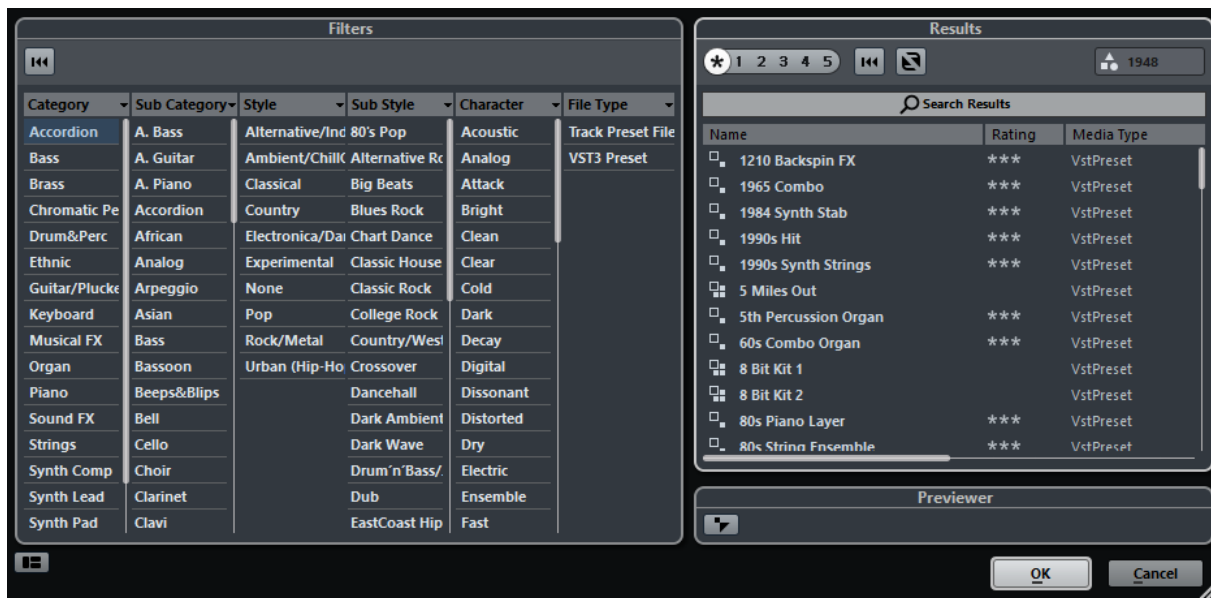 Filters
Category Sub Category Style Sub Style Character File Type
Accordion A. Bass Alternative/Ind 80's Pop Acoustic Track Preset File
Bass A. Guitar Ambient/Chill Alternative Ro Analog VST3 Preset
Brass A. Piano Classical Big Beats Attack
Chromatic Pe Accordion Country Blues Rock Bright
Drum&Perc African Electronica/Da Chart Dance Clean
Ethnic Analog Experimental Classic House Clear
Guitar/Plucke Arpeggio None Classic Rock Cold
Keyboard Asian Pop College Rock Dark
Musical FX Bass Rock/Metal Country/West Decay
Organ Bassoon Urban (Hip-Ho Crossover Digital
Piano Beeps&Blips Dancehall Dissonant
Sound FX Bell Dark Ambient Distorted
Strings Cello Dark Wave Dry
Synth Comp Choir Drum´n´Bass/ Electric
Synth Lead Clarinet Dub Ensemble
Synth Pad Clavi EastCoast Hip Fast
Results
* 1 2 3 4 5 1948
Search Results
Name Rating Media Type
1210 Backspin FX *** VstPreset
1965 Combo *** VstPreset
1984 Synth Stab *** VstPreset
1990s Hit *** VstPreset
1990s Synth Strings *** VstPreset
5 Miles Out VstPreset
5th Percussion Organ *** VstPreset
60s Combo Organ *** VstPreset
8 Bit Kit 1 VstPreset
8 Bit Kit 2 VstPreset
80s Piano Layer *** VstPreset
80s String Ensemble *** VstPreset
Previewer
OK Cancel